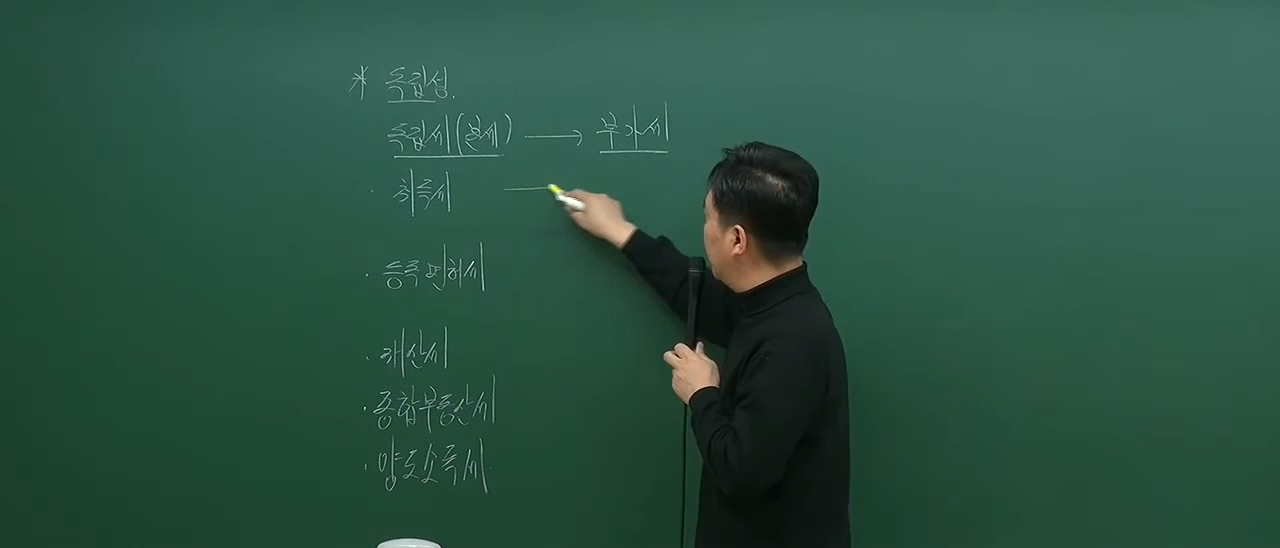 * 독립성.
독립세(본세) → 부가세
· 취득세 —
· 등록면허세
· 재산세
· 종합부동산세
· 양도소득세